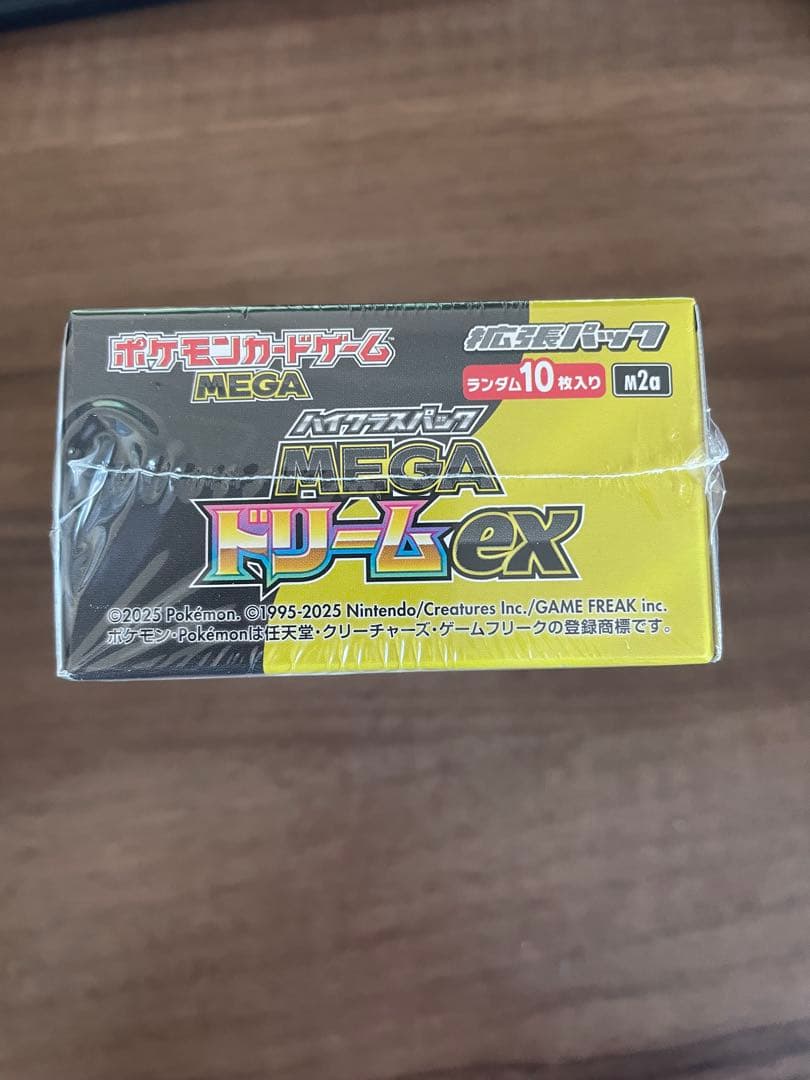 ポケモンカードゲーム
MEGA
拡張パック
ランダム10枚入り M2a
ハイクラスパック
MEGA
ドリームex
©2025 Pokémon. ©1995-2025 Nintendo/Creatures Inc./GAME FREAK inc.
ポケモン・Pokémonは任天堂・クリーチャーズ・ゲームフリークの登録商標です。